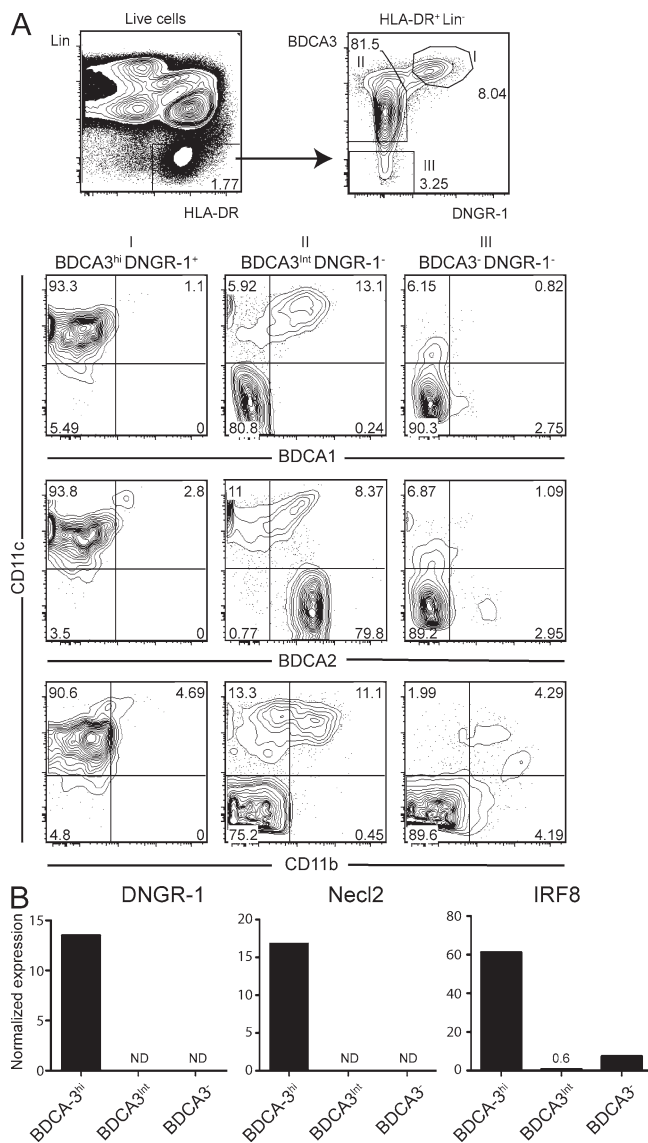 A
Live cells
HLA-DR⁺ Lin⁻
Lin
BDCA3
81.5
II
I
8.04
III
1.77
3.25
HLA-DR
DNGR-1
I
II
III
BDCA3ʰⁱ DNGR-1⁺
BDCA3ᴵⁿᵗ DNGR-1⁻
BDCA3⁻ DNGR-1⁻
93.3
1.1
5.92
13.1
6.15
0.82
5.49
0
80.8
0.24
90.3
2.75
BDCA1
93.8
2.8
11
8.37
6.87
1.09
CD11c
3.5
0
0.77
79.8
89.2
2.95
BDCA2
90.6
4.69
13.3
11.1
1.99
4.29
4.8
0
75.2
0.45
89.6
4.19
CD11b
B
DNGR-1
Necl2
IRF8
Normalized expression
15
10
5
0
ND
ND
BDCA-3ʰⁱ
BDCA3ᴵⁿᵗ
BDCA3⁻
20
15
10
5
0
ND
ND
BDCA-3ʰⁱ
BDCA3ᴵⁿᵗ
BDCA3⁻
80
60
40
20
0
0.6
BDCA-3ʰⁱ
BDCA3ᴵⁿᵗ
BDCA3⁻